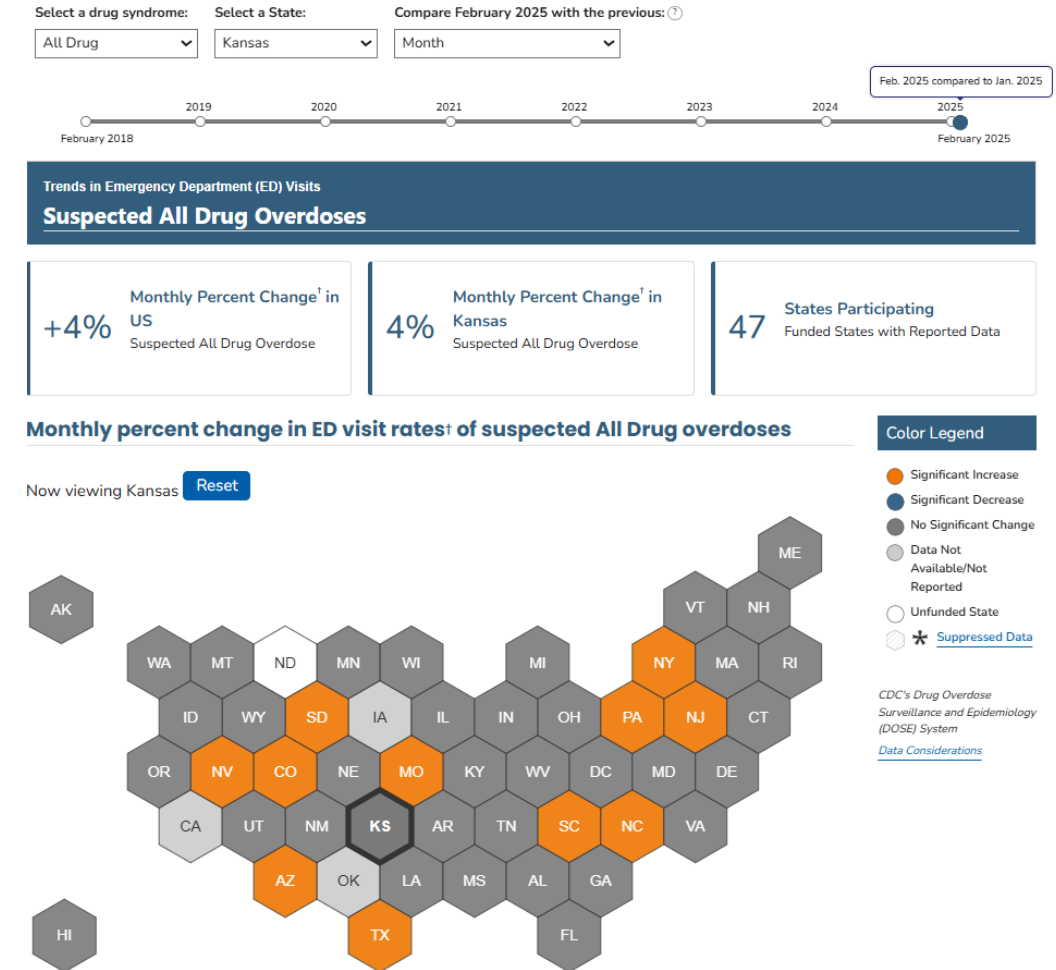 Select a drug syndrome:
Select a State:
Compare February 2025 with the previous: ?
All Drug
Kansas
Month
Feb. 2025 compared to Jan. 2025
2019
2020
2021
2022
2023
2024
2025
February 2018
February 2025
Trends in Emergency Department (ED) Visits
Suspected All Drug Overdoses
+4%
Monthly Percent Change† in
US
Suspected All Drug Overdose
4%
Monthly Percent Change† in
Kansas
Suspected All Drug Overdose
47
States Participating
Funded States with Reported Data
Monthly percent change in ED visit rates† of suspected All Drug overdoses
Now viewing Kansas
Reset
Color Legend
Significant Increase
Significant Decrease
No Significant Change
Data Not
Available/Not
Reported
Unfunded State
* Suppressed Data
CDC's Drug Overdose
Surveillance and Epidemiology
(DOSE) System
Data Considerations
ME
AK
VT
NH
WA
MT
ND
MN
WI
MI
NY
MA
RI
ID
WY
SD
IA
IL
IN
OH
PA
NJ
CT
OR
NV
CO
NE
MO
KY
WV
DC
MD
DE
CA
UT
NM
KS
AR
TN
SC
NC
VA
AZ
OK
LA
MS
AL
GA
HI
TX
FL